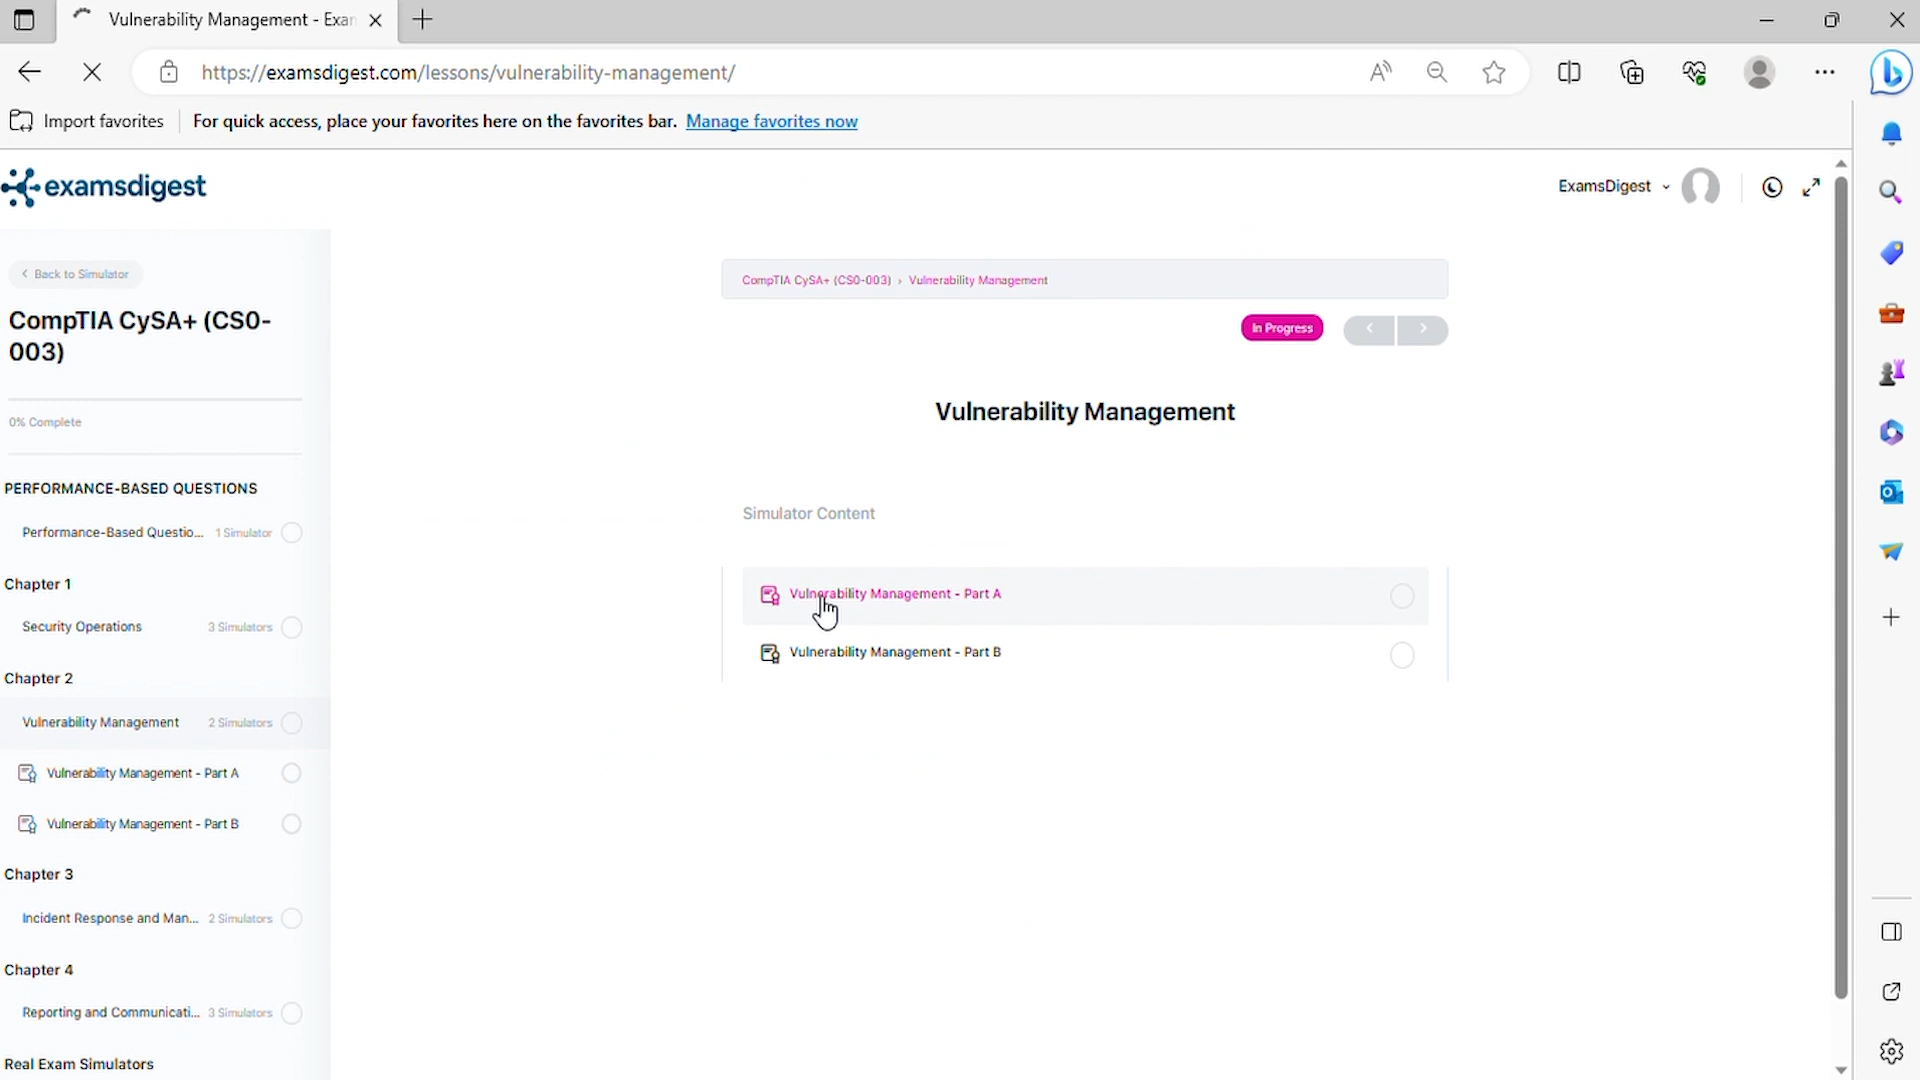 Vulnerability Management - Exar
https://examsdigest.com/lessons/vulnerability-management/
Import favorites
For quick access, place your favorites here on the favorites bar. Manage favorites now
examsdigest
ExamsDigest
Back to Simulator
CompTIA CySA+ (CS0-
003)
0% Complete
PERFORMANCE-BASED QUESTIONS
Performance-Based Questio... 1 Simulator
Chapter 1
Security Operations 3 Simulators
Chapter 2
Vulnerability Management 2 Simulators
Vulnerability Management - Part A
Vulnerability Management - Part B
Chapter 3
Incident Response and Man... 2 Simulators
Chapter 4
Reporting and Communicati... 3 Simulators
Real Exam Simulators
CompTIA CySA+ (CS0-003) › Vulnerability Management
In Progress
Vulnerability Management
Simulator Content
Vulnerability Management - Part A
Vulnerability Management - Part B